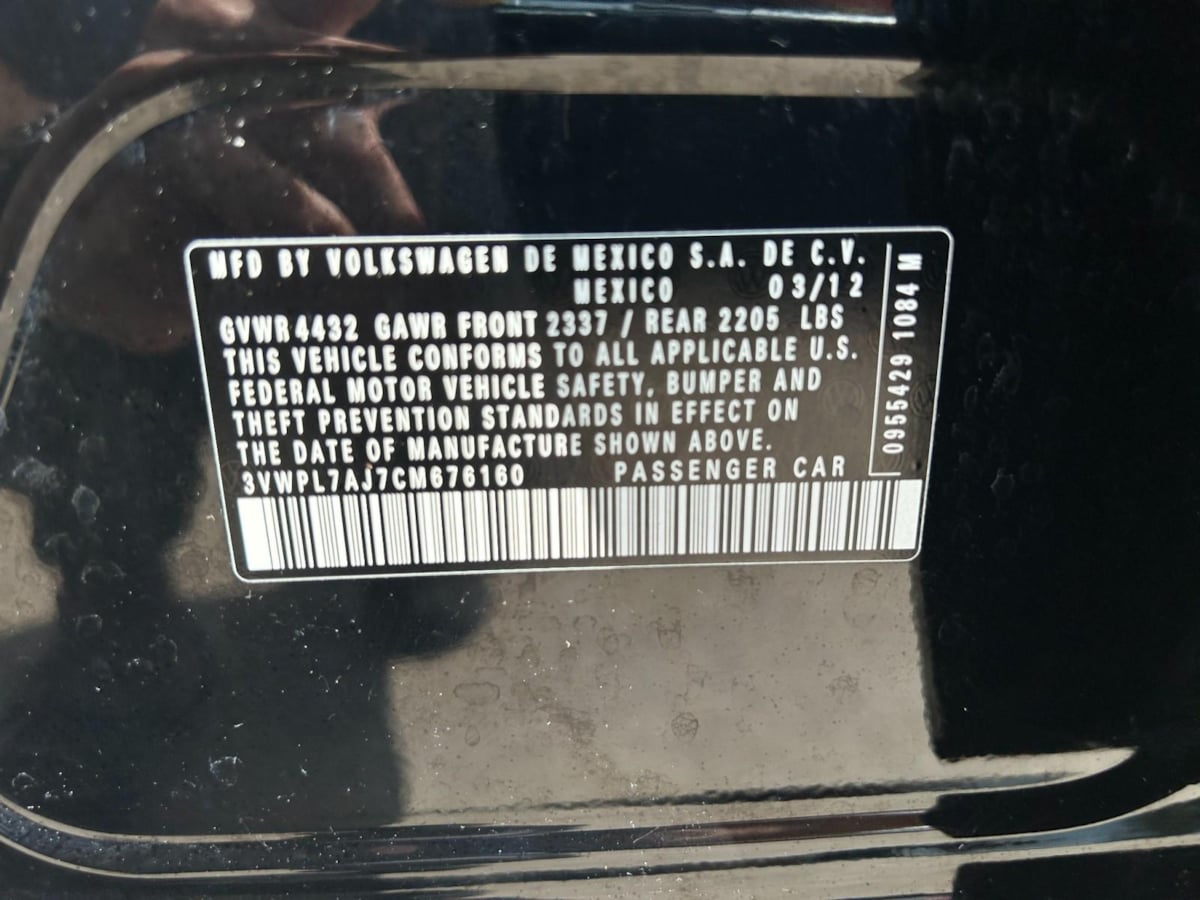 MFD BY VOLKSWAGEN DE MEXICO S.A. DE C.V.
MEXICO 03/12
GVWR 4432 GAWR FRONT 2337 / REAR 2205 LBS
THIS VEHICLE CONFORMS TO ALL APPLICABLE U.S.
FEDERAL MOTOR VEHICLE SAFETY, BUMPER AND
THEFT PREVENTION STANDARDS IN EFFECT ON
THE DATE OF MANUFACTURE SHOWN ABOVE.
3VWPL7AJ7CM676160 PASSENGER CAR
0955429 1084 M